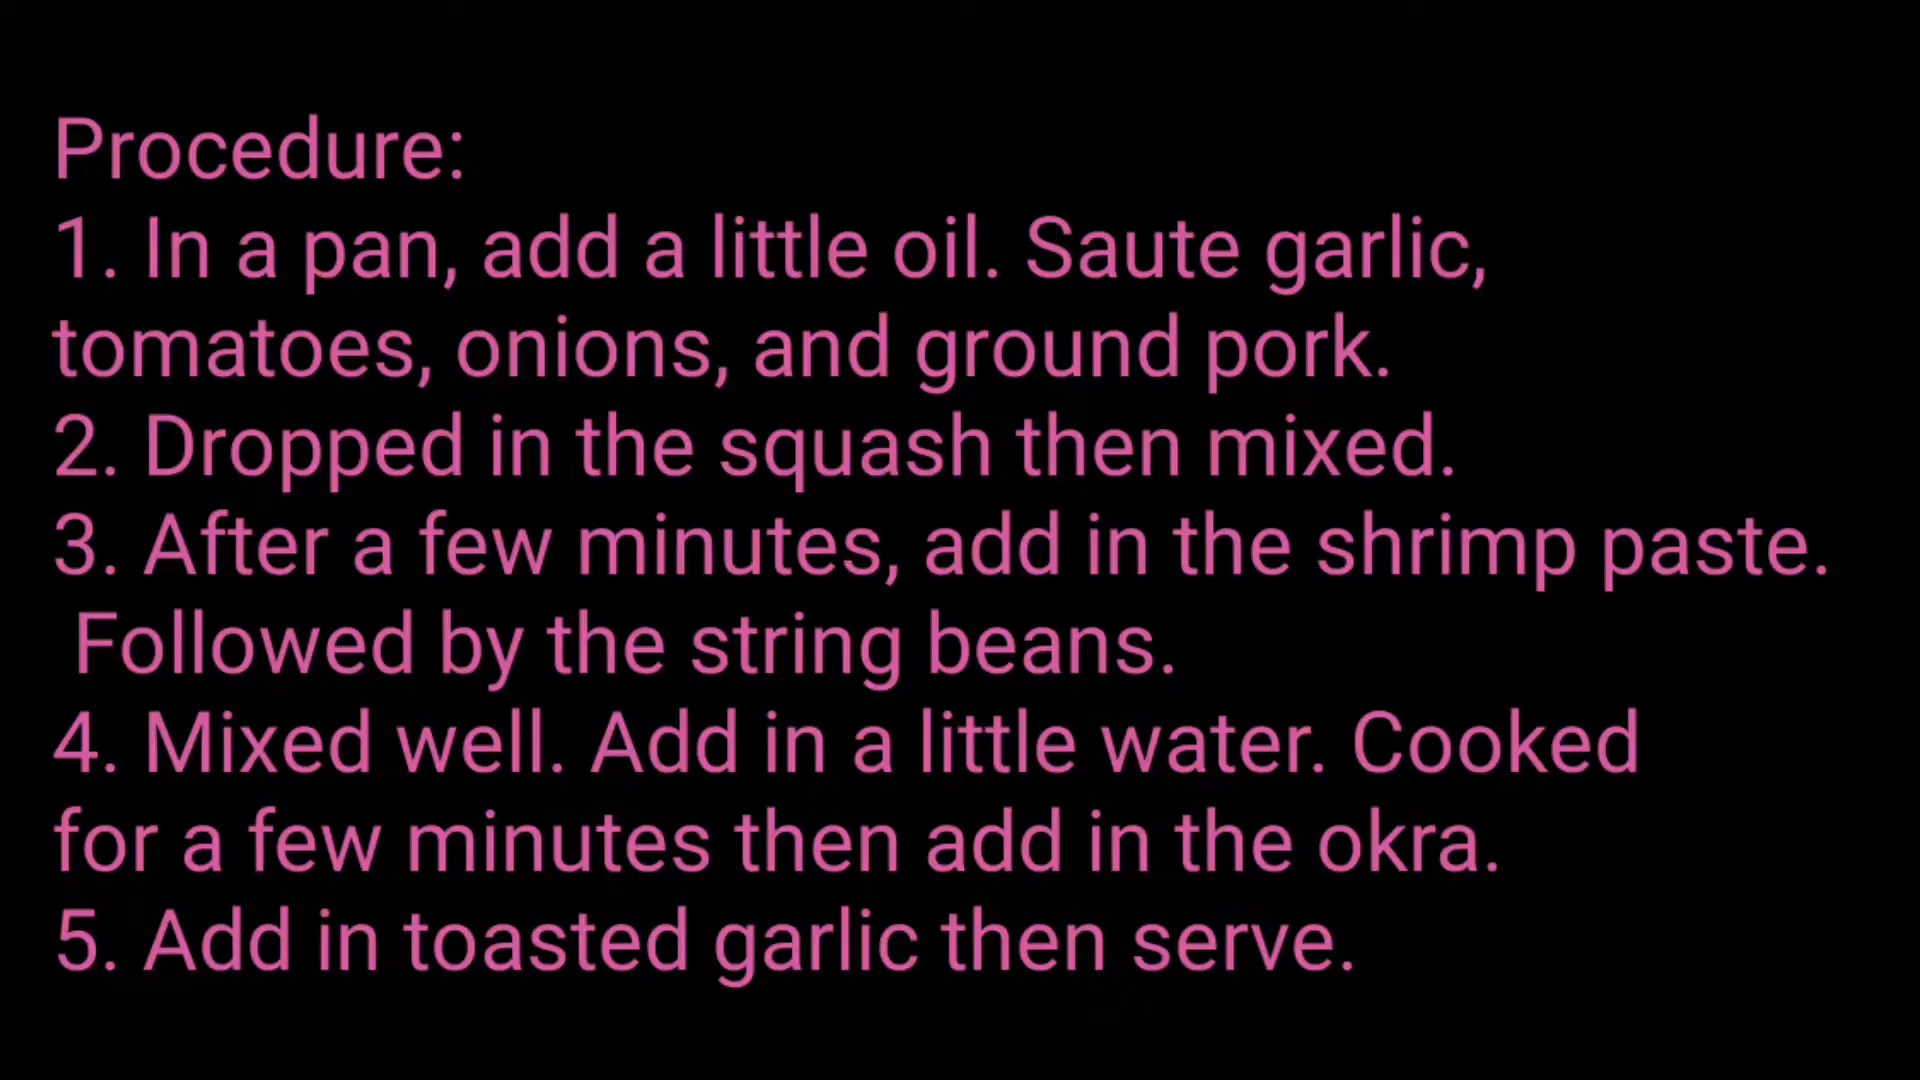 Procedure:
1. In a pan, add a little oil. Saute garlic,
tomatoes, onions, and ground pork.
2. Dropped in the squash then mixed.
3. After a few minutes, add in the shrimp paste.
Followed by the string beans.
4. Mixed well. Add in a little water. Cooked
for a few minutes then add in the okra.
5. Add in toasted garlic then serve.